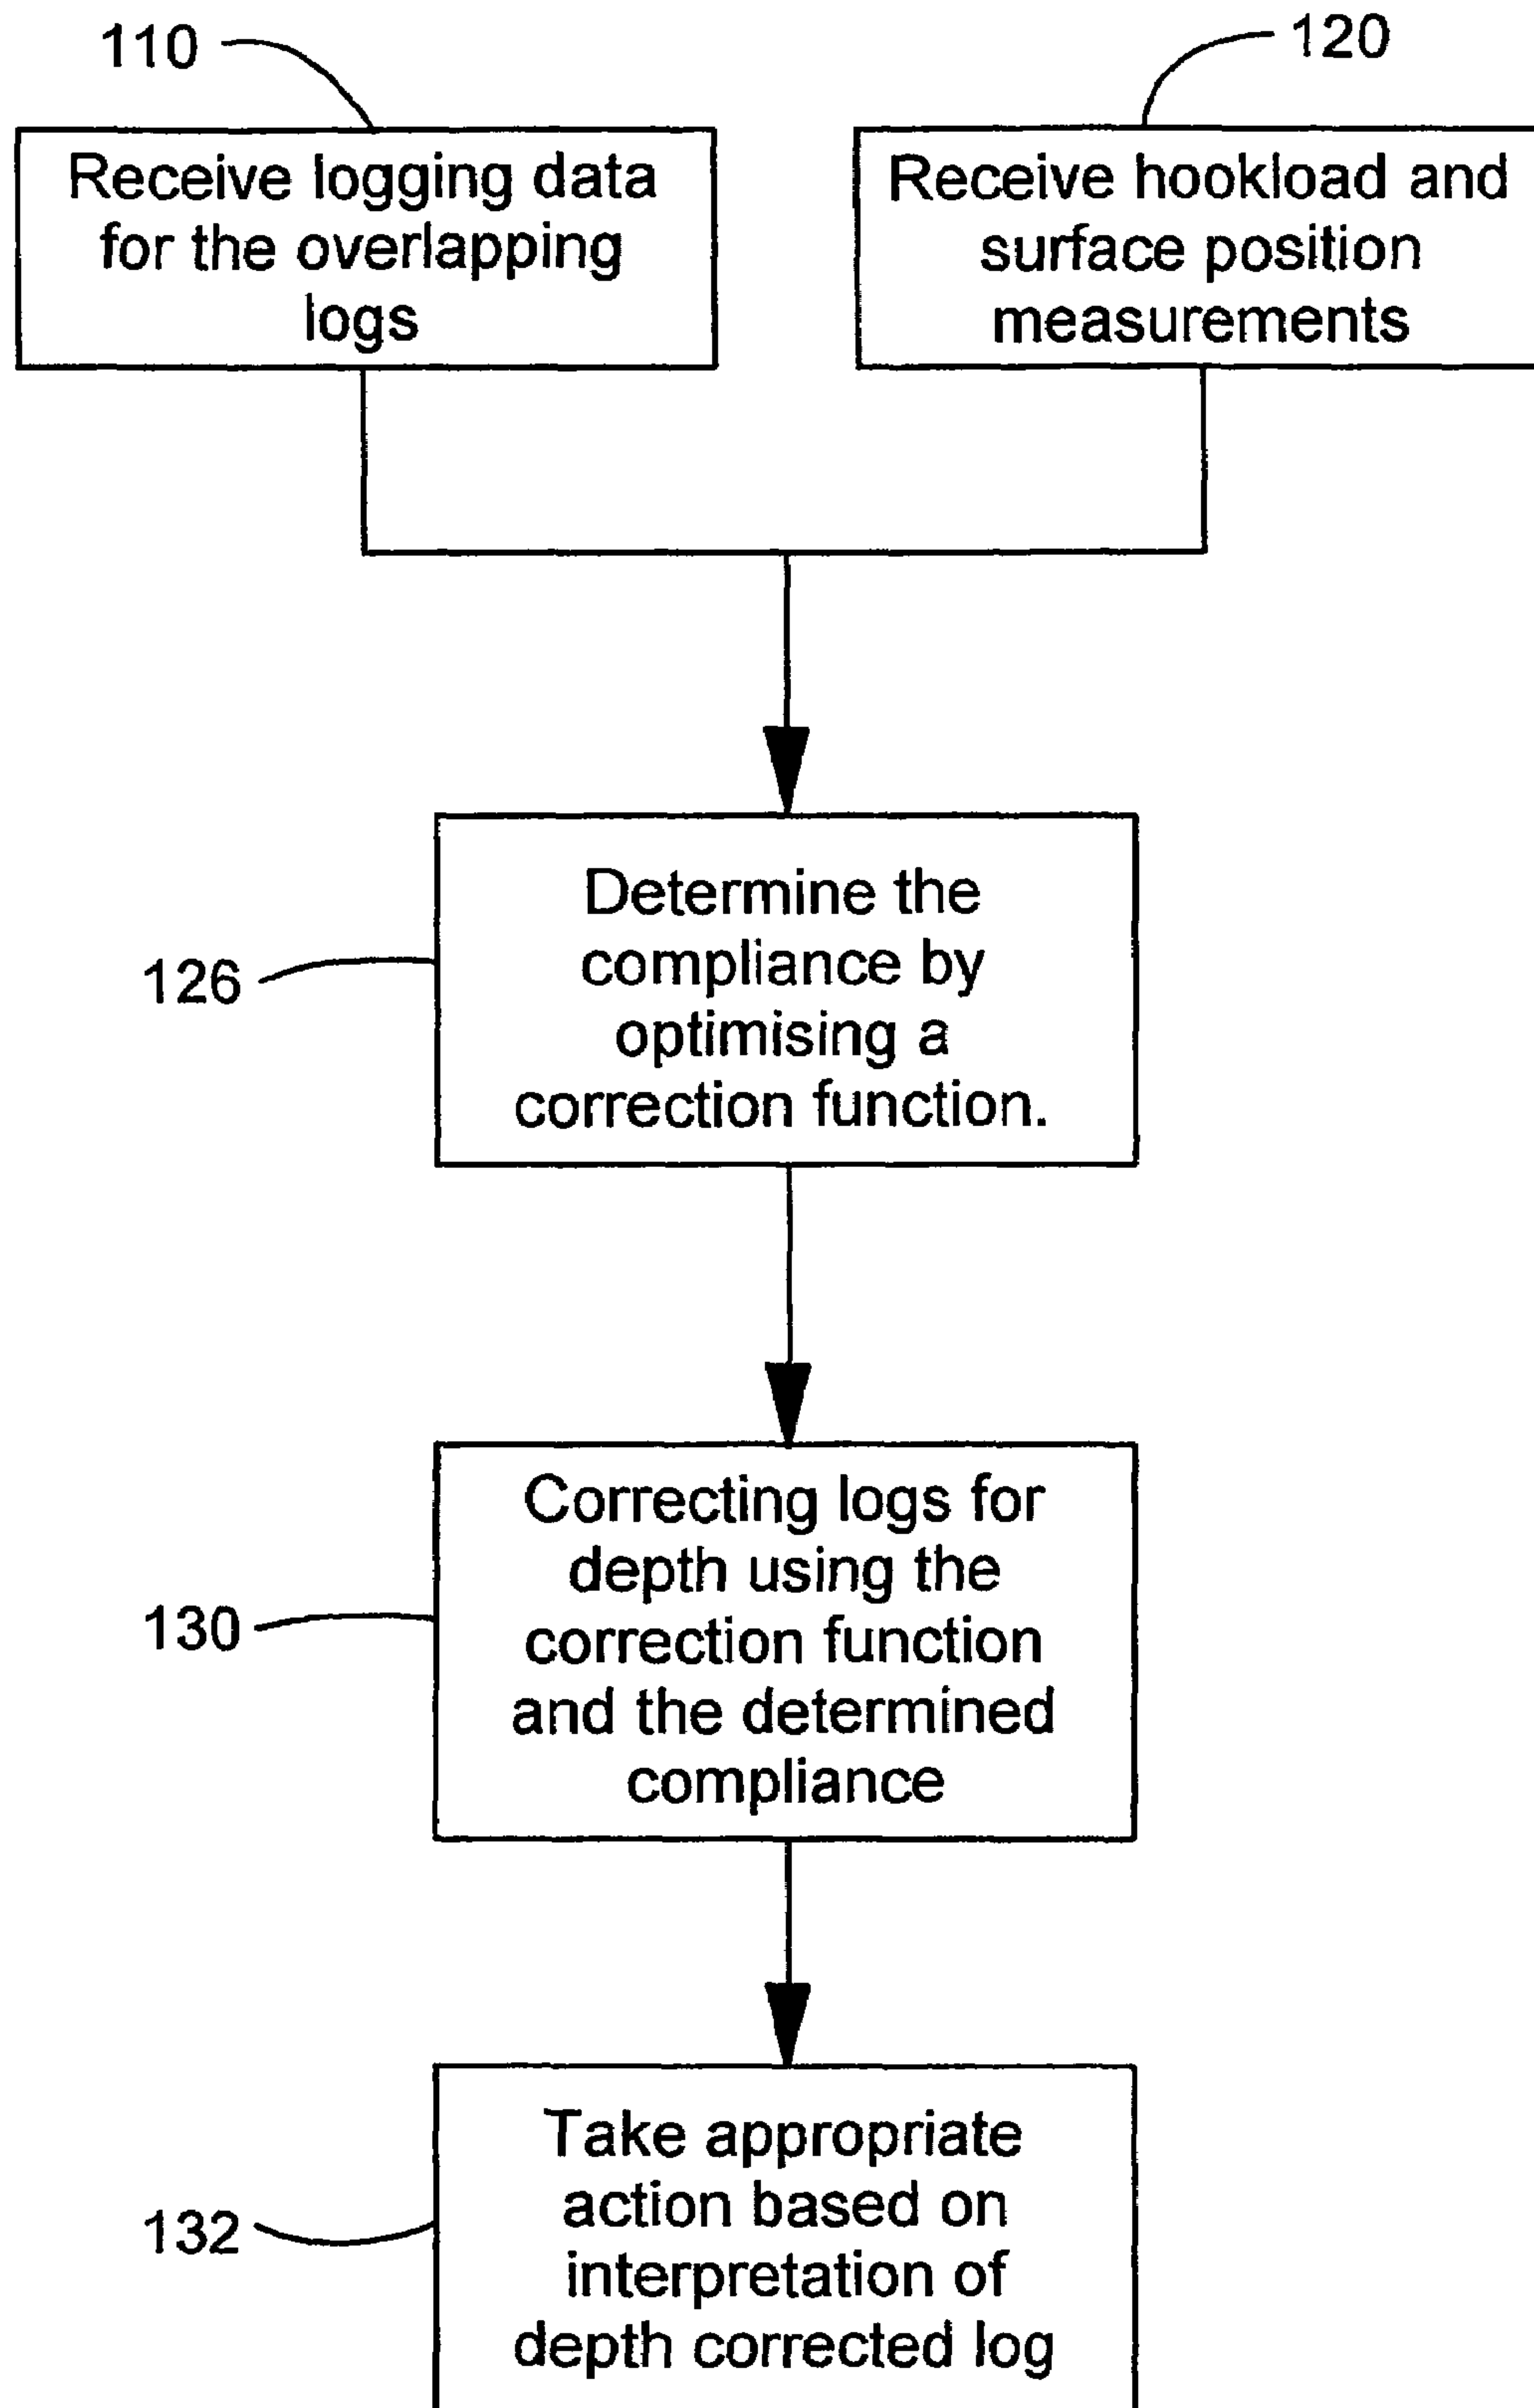 110
120
Receive logging data
for the overlapping
logs
Receive hookload and
surface position
measurements
126
Determine the
compliance by
optimising a
correction function.
130
Correcting logs for
depth using the
correction function
and the determined
compliance
132
Take appropriate
action based on
interpretation of
depth corrected log